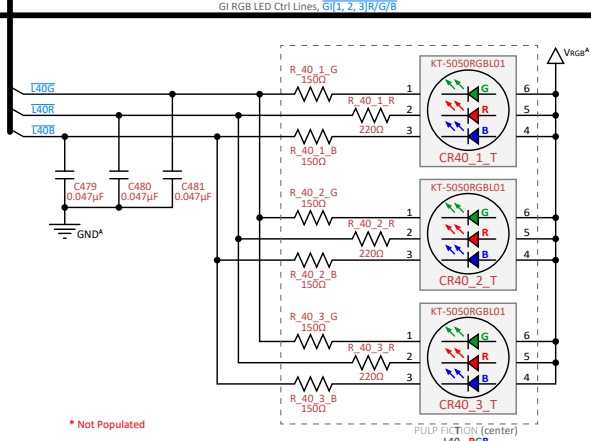 GI RGB LED Ctrl Lines, GI[1, 2, 3]R/G/B
VRGBᴬ
KT-5050RGBL01
R_40_1_G
150Ω
L40G
1
G
6
R_40_1_R
L40R
2
R
5
220Ω
L40B
3
B
4
R_40_1_B
150Ω
CR40_1_T
C479
0.047µF
C480
0.047µF
C481
0.047µF
GNDᴬ
KT-5050RGBL01
R_40_2_G
150Ω
1
G
6
R_40_2_R
2
R
5
220Ω
3
B
4
R_40_2_B
150Ω
CR40_2_T
KT-5050RGBL01
R_40_3_G
150Ω
1
G
6
R_40_3_R
2
R
5
220Ω
3
B
4
R_40_3_B
150Ω
CR40_3_T
* Not Populated
PULP FICTION (center)
L40 - RGB